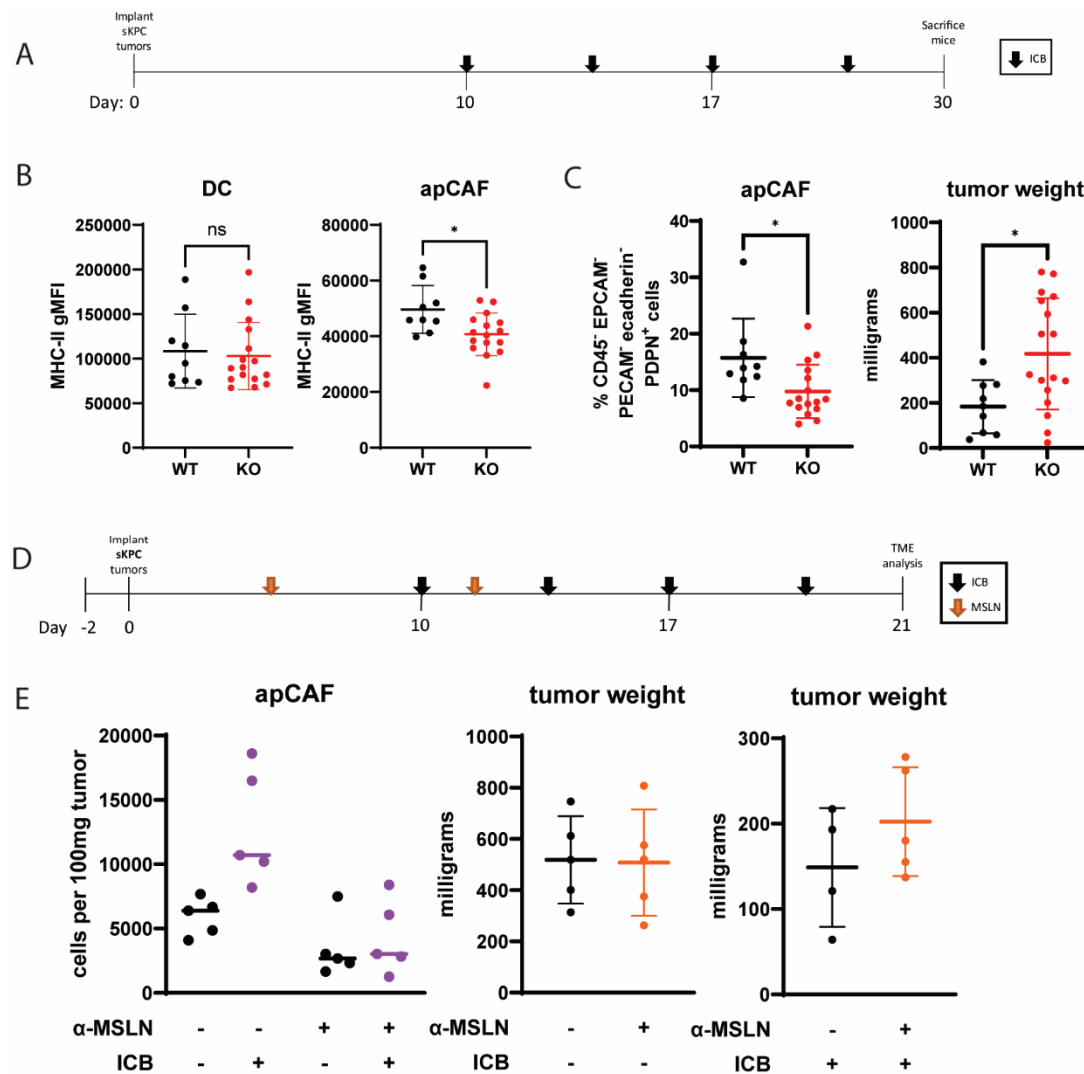 A
Implant
sKPC
tumors
Sacrifice
mice
ICB
Day: 0
10
17
30
B
DC
MHC-II gMFI
250000
200000
150000
100000
50000
0
ns
WT
KO
apCAF
MHC-II gMFI
80000
60000
40000
20000
0
*
WT
KO
C
apCAF
% CD45⁻ EPCAM⁻
PECAM⁻ ecadherin⁻
PDPN⁺ cells
40
30
20
10
0
*
WT
KO
tumor weight
milligrams
1000
800
600
400
200
0
*
WT
KO
D
Implant
sKPC
tumors
TME
analysis
ICB
MSLN
Day
-2
0
10
17
21
E
apCAF
cells per 100mg tumor
20000
15000
10000
5000
0
α-MSLN - - + +
ICB - + - +
tumor weight
milligrams
1000
800
600
400
200
0
α-MSLN - +
ICB - -
tumor weight
milligrams
300
200
100
0
α-MSLN - +
ICB + +